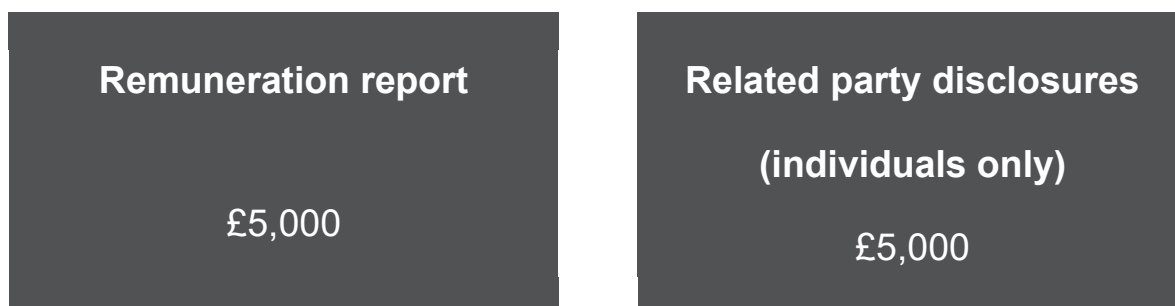 Remuneration report
£5,000
Related party disclosures
(individuals only)
£5,000